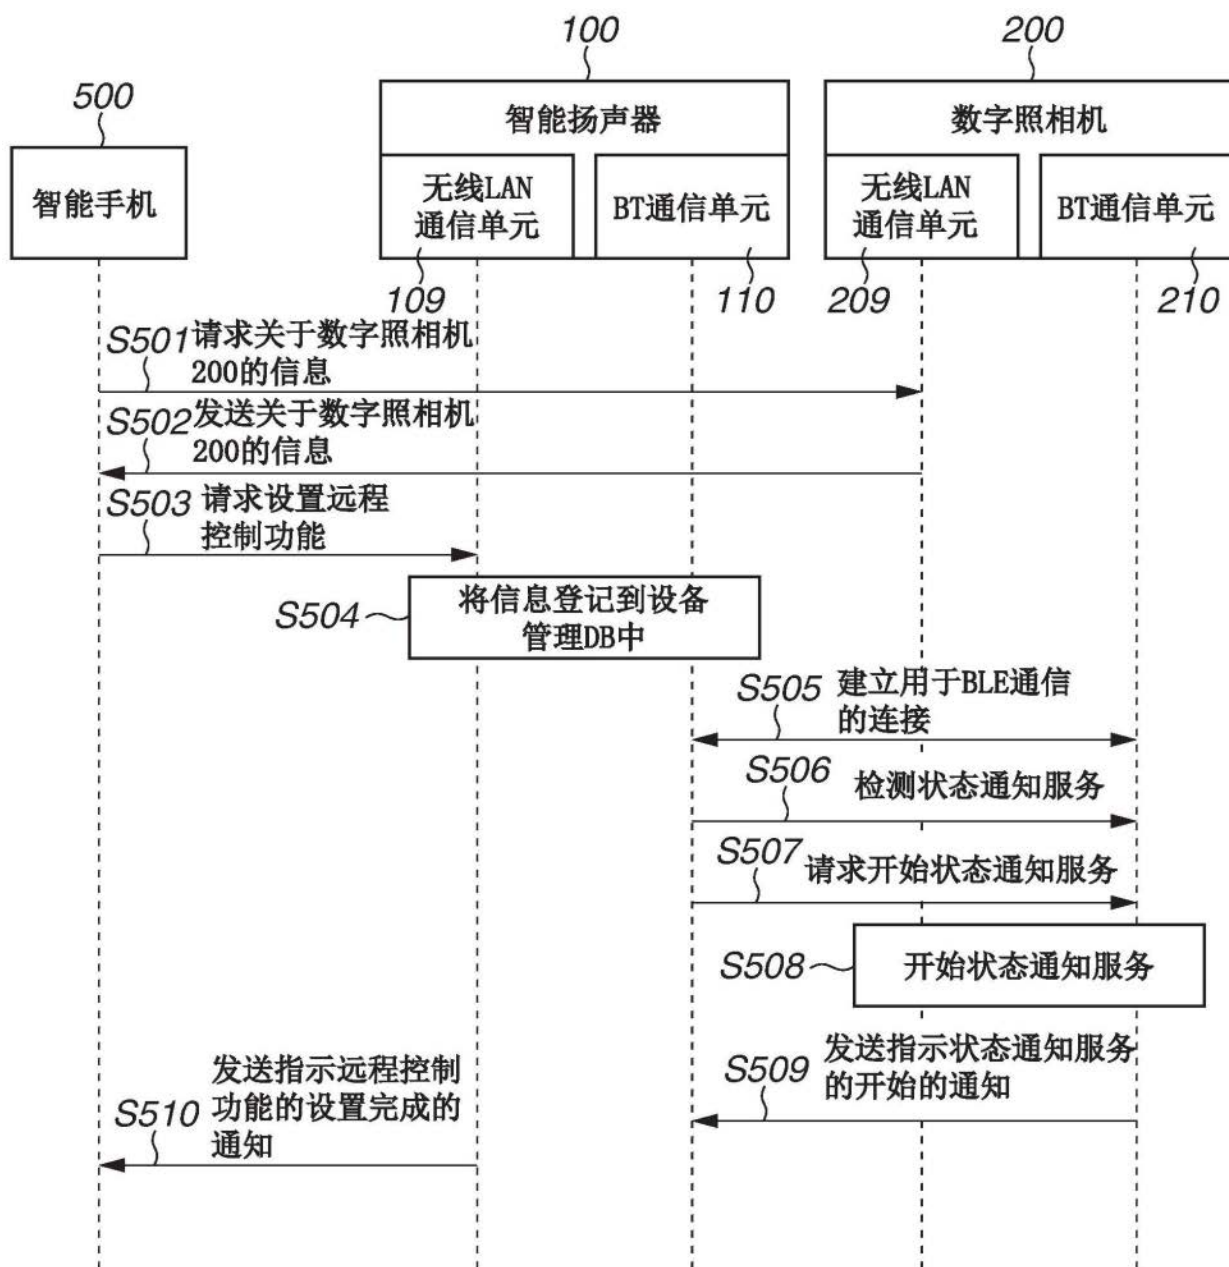 100
200
500
智能扬声器
数字照相机
智能手机
无线LAN
通信单元
BT通信单元
无线LAN
通信单元
BT通信单元
109
110
209
210
S501
请求关于数字照相机
200的信息
S502
发送关于数字照相机
200的信息
S503
请求设置远程
控制功能
S504
将信息登记到设备
管理DB中
S505
建立用于BLE通信
的连接
S506
检测状态通知服务
S507
请求开始状态通知服务
S508
开始状态通知服务
S509
发送指示状态通知服务
的开始的通知
S510
发送指示远程控制
功能的设置完成的
通知